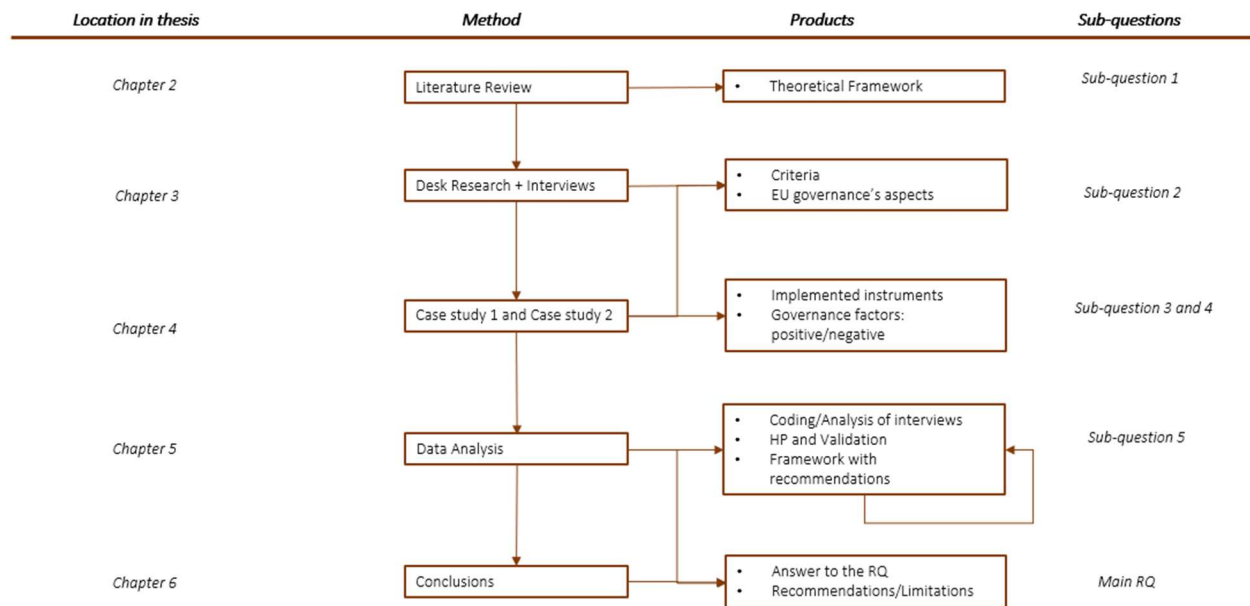 Location in thesis Method Products Sub-questions
Chapter 2 Literature Review • Theoretical Framework Sub-question 1
Chapter 3 Desk Research + Interviews • Criteria Sub-question 2
• EU governance´s aspects
Chapter 4 Case study 1 and Case study 2 • Implemented instruments Sub-question 3 and 4
• Governance factors:
positive/negative
Chapter 5 Data Analysis • Coding/Analysis of interviews Sub-question 5
• HP and Validation
• Framework with
recommendations
Chapter 6 Conclusions • Answer to the RQ Main RQ
• Recommendations/Limitations